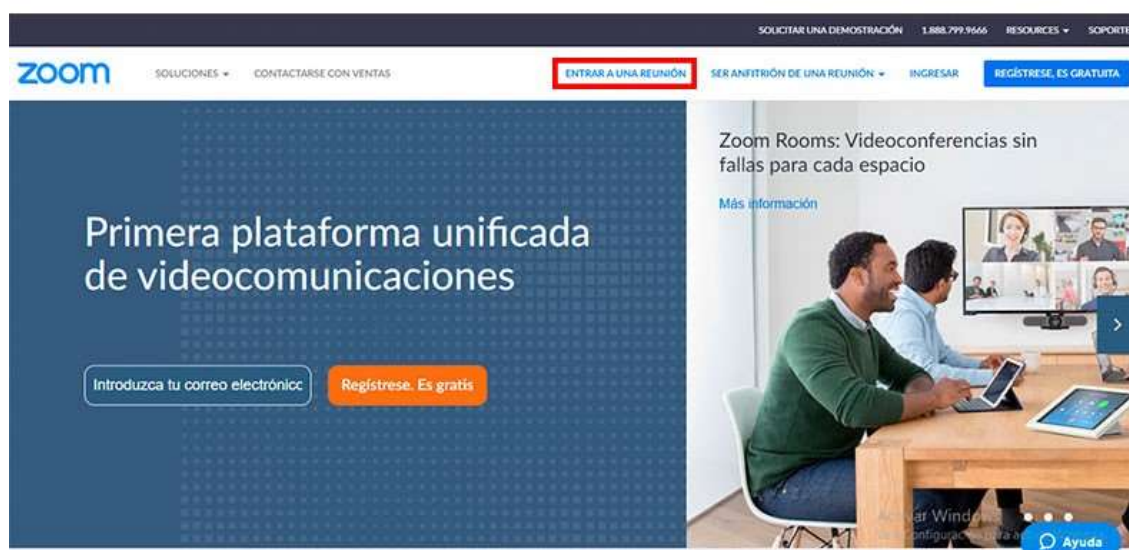 SOLICITAR UNA DEMOSTRACIÓN 1.888.799.9666 RESOURCES SOPORTE
zoom SOLUCIONES CONTACTARSE CON VENTAS ENTRAR A UNA REUNIÓN SER ANFITRIÓN DE UNA REUNIÓN INGRESAR REGÍSTRESE, ES GRATUITA
Primera plataforma unificada
de videocomunicaciones
Introduzca tu correo electrónicc Regístrese. Es gratis
Zoom Rooms: Videoconferencias sin
fallas para cada espacio
Más información
Ayuda